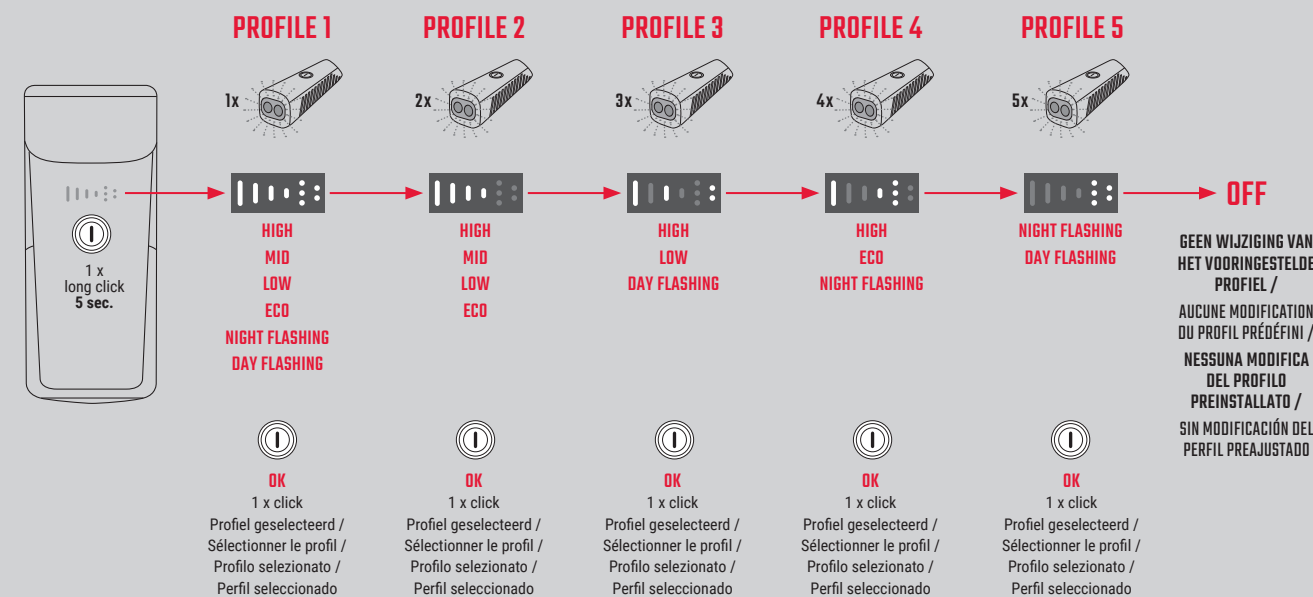 PROFILE 1
PROFILE 2
PROFILE 3
PROFILE 4
PROFILE 5
1x
2x
3x
4x
5x
1 x
long click
5 sec.
HIGH
MID
LOW
ECO
NIGHT FLASHING
DAY FLASHING
HIGH
MID
LOW
ECO
HIGH
LOW
DAY FLASHING
HIGH
ECO
NIGHT FLASHING
NIGHT FLASHING
DAY FLASHING
OFF
GEEN WIJZIGING VAN
HET VOORINGESTELDE
PROFIEL /
AUCUNE MODIFICATION
DU PROFIL PRÉDÉFINI /
NESSUNA MODIFICA
DEL PROFILO
PREINSTALLATO /
SIN MODIFICACIÓN DEL
PERFIL PREAJUSTADO
OK
1 x click
Profiel geselecteerd /
Sélectionner le profil /
Profilo selezionato /
Perfil seleccionado
OK
1 x click
Profiel geselecteerd /
Sélectionner le profil /
Profilo selezionato /
Perfil seleccionado
OK
1 x click
Profiel geselecteerd /
Sélectionner le profil /
Profilo selezionato /
Perfil seleccionado
OK
1 x click
Profiel geselecteerd /
Sélectionner le profil /
Profilo selezionato /
Perfil seleccionado
OK
1 x click
Profiel geselecteerd /
Sélectionner le profil /
Profilo selezionato /
Perfil seleccionado